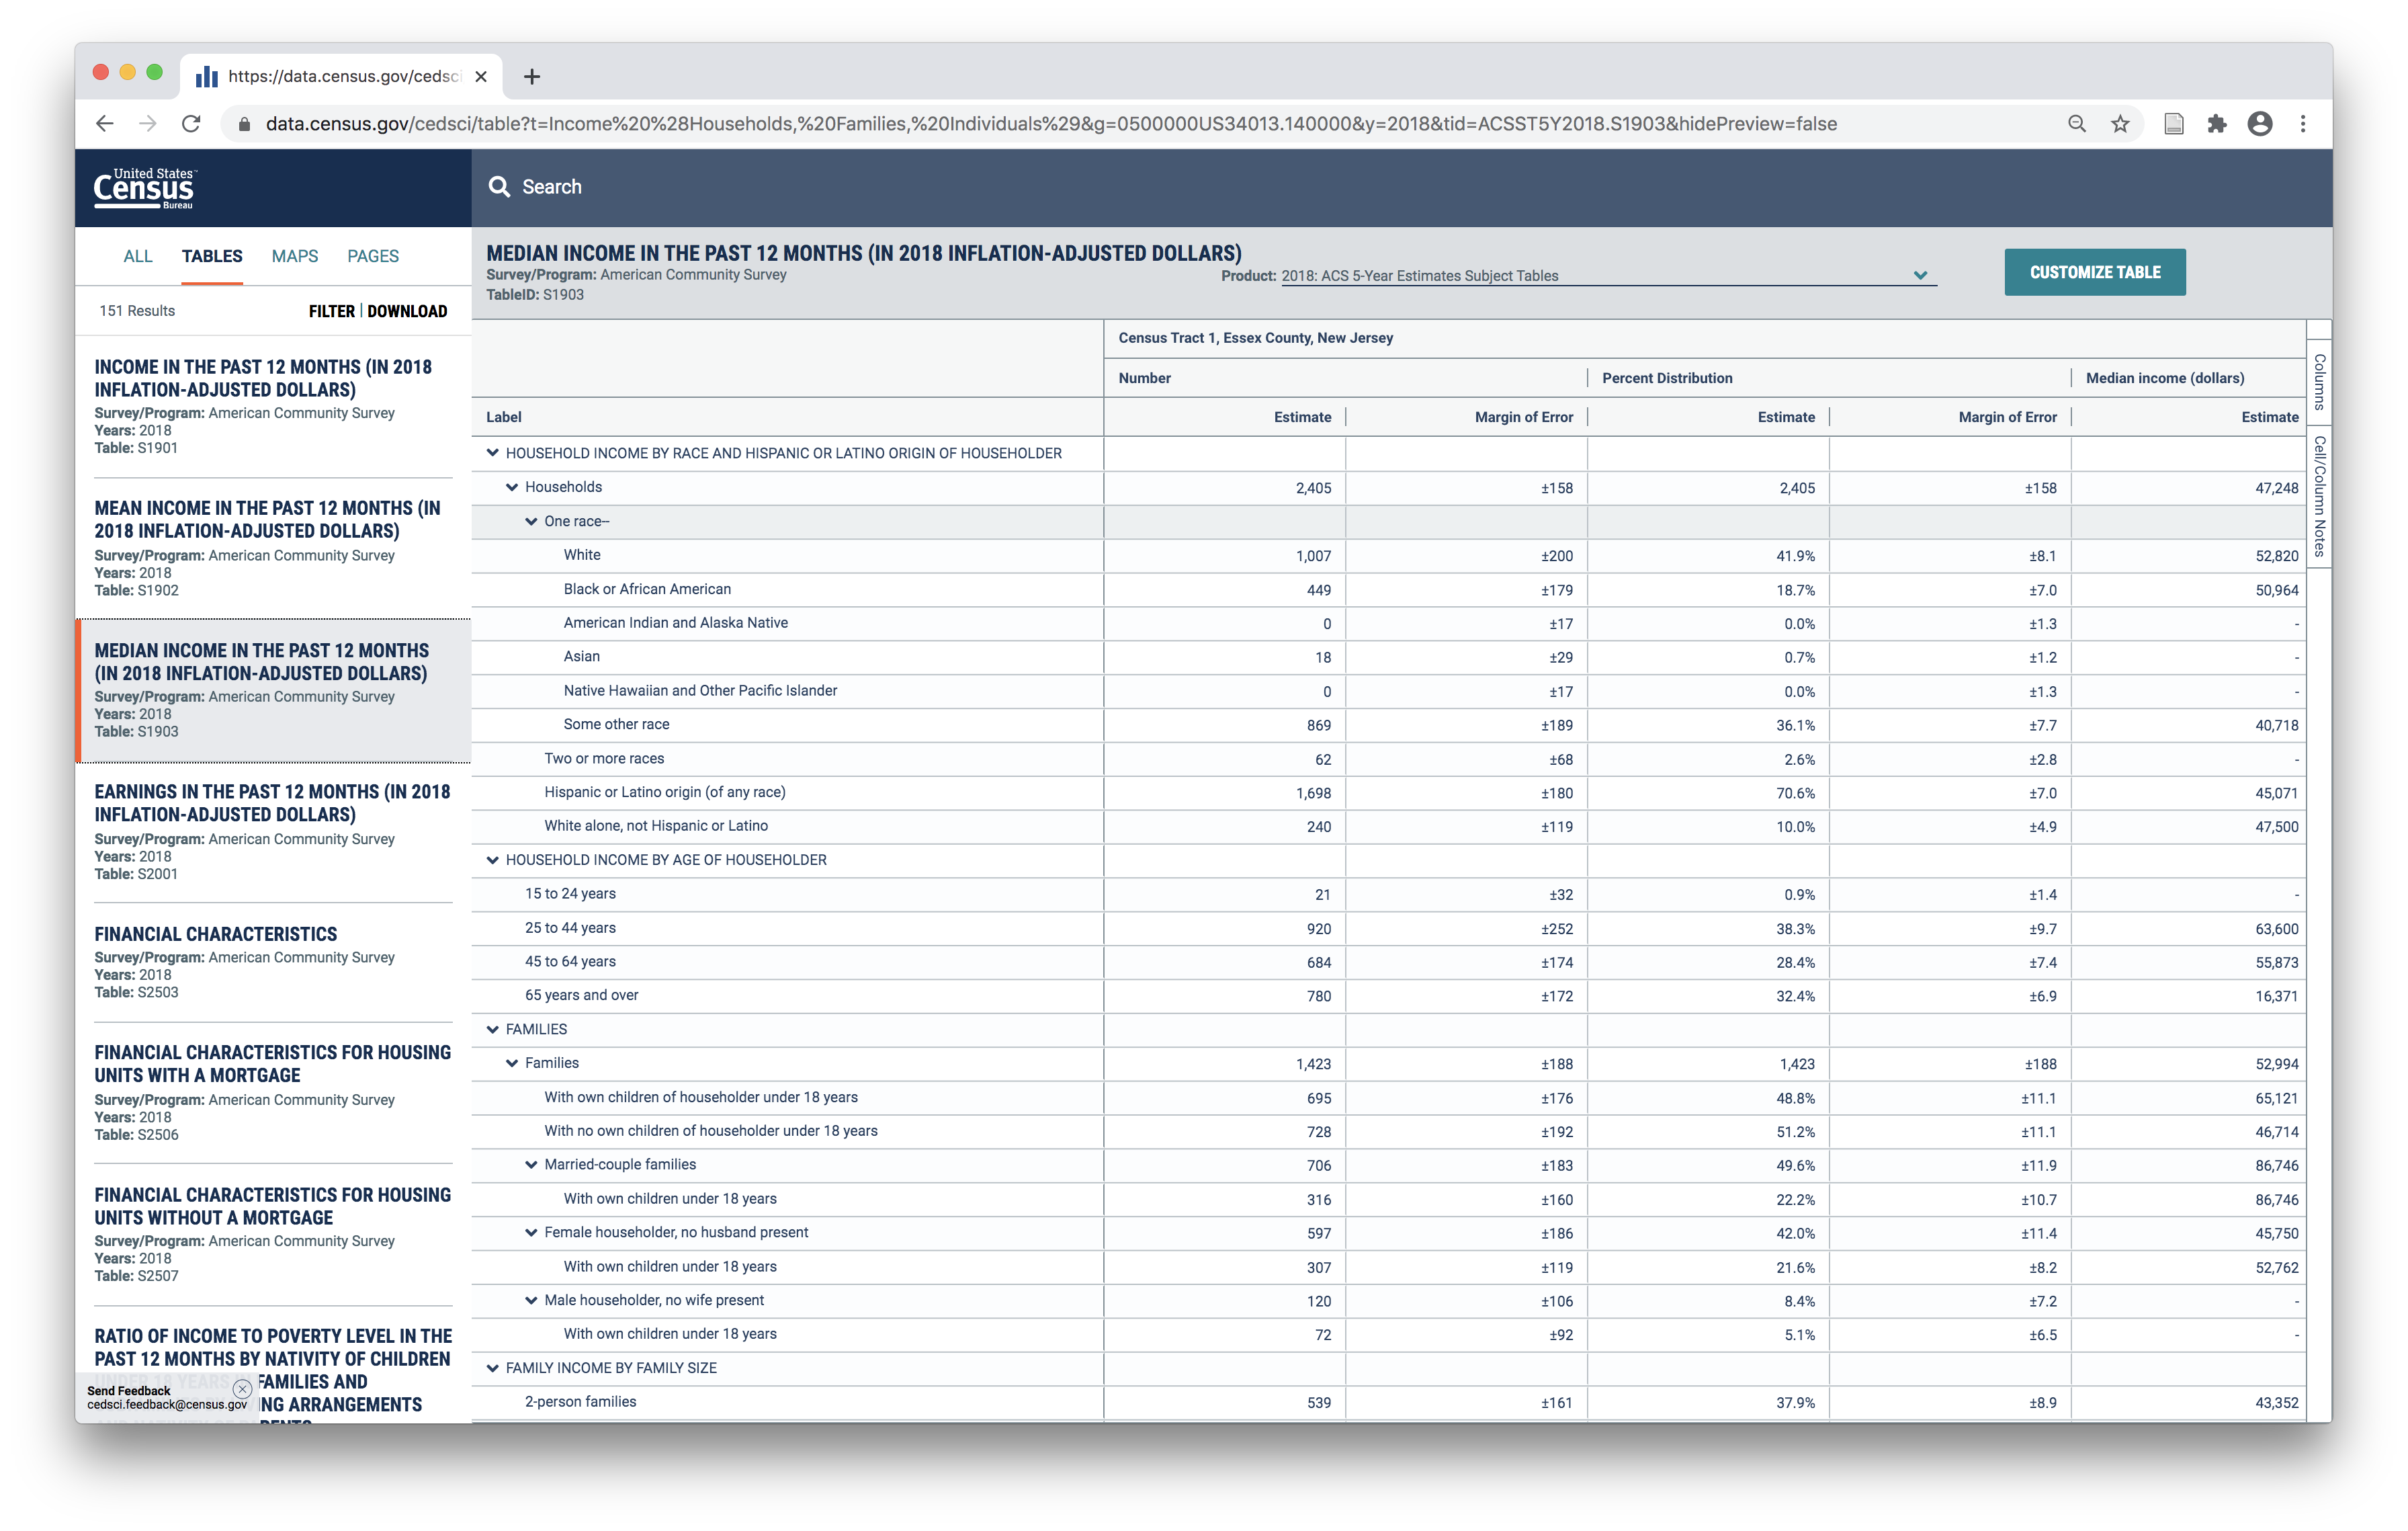 https://data.census.gov/cedsci
data.census.gov/cedsci/table?t=Income%20%28Households,%20Families,%20Individuals%29&g=0500000US34013.140000&y=2018&tid=ACSST5Y2018.S1903&hidePreview=false
United States™
Census
Bureau
Search
ALL TABLES MAPS PAGES
151 Results FILTER | DOWNLOAD
INCOME IN THE PAST 12 MONTHS (IN 2018
INFLATION-ADJUSTED DOLLARS)
Survey/Program: American Community Survey
Years: 2018
Table: S1901
MEAN INCOME IN THE PAST 12 MONTHS (IN
2018 INFLATION-ADJUSTED DOLLARS)
Survey/Program: American Community Survey
Years: 2018
Table: S1902
MEDIAN INCOME IN THE PAST 12 MONTHS
(IN 2018 INFLATION-ADJUSTED DOLLARS)
Survey/Program: American Community Survey
Years: 2018
Table: S1903
EARNINGS IN THE PAST 12 MONTHS (IN 2018
INFLATION-ADJUSTED DOLLARS)
Survey/Program: American Community Survey
Years: 2018
Table: S2001
FINANCIAL CHARACTERISTICS
Survey/Program: American Community Survey
Years: 2018
Table: S2503
FINANCIAL CHARACTERISTICS FOR HOUSING
UNITS WITH A MORTGAGE
Survey/Program: American Community Survey
Years: 2018
Table: S2506
FINANCIAL CHARACTERISTICS FOR HOUSING
UNITS WITHOUT A MORTGAGE
Survey/Program: American Community Survey
Years: 2018
Table: S2507
RATIO OF INCOME TO POVERTY LEVEL IN THE
PAST 12 MONTHS BY NATIVITY OF CHILDREN
UNDER 18 YEARS IN FAMILIES AND
ARRANGEMENTS
Send Feedback
cedsci.feedback@census.gov
MEDIAN INCOME IN THE PAST 12 MONTHS (IN 2018 INFLATION-ADJUSTED DOLLARS)
Survey/Program: American Community Survey
TableID: S1903
Product: 2018: ACS 5-Year Estimates Subject Tables
CUSTOMIZE TABLE
Census Tract 1, Essex County, New Jersey
Number Percent Distribution Median income (dollars)
Label Estimate Margin of Error Estimate Margin of Error Estimate
HOUSEHOLD INCOME BY RACE AND HISPANIC OR LATINO ORIGIN OF HOUSEHOLDER
Households 2,405 ±158 2,405 ±158 47,248
One race--
White 1,007 ±200 41.9% ±8.1 52,820
Black or African American 449 ±179 18.7% ±7.0 50,964
American Indian and Alaska Native 0 ±17 0.0% ±1.3 -
Asian 18 ±29 0.7% ±1.2 -
Native Hawaiian and Other Pacific Islander 0 ±17 0.0% ±1.3 -
Some other race 869 ±189 36.1% ±7.7 40,718
Two or more races 62 ±68 2.6% ±2.8 -
Hispanic or Latino origin (of any race) 1,698 ±180 70.6% ±7.0 45,071
White alone, not Hispanic or Latino 240 ±119 10.0% ±4.9 47,500
HOUSEHOLD INCOME BY AGE OF HOUSEHOLDER
15 to 24 years 21 ±32 0.9% ±1.4 -
25 to 44 years 920 ±252 38.3% ±9.7 63,600
45 to 64 years 684 ±174 28.4% ±7.4 55,873
65 years and over 780 ±172 32.4% ±6.9 16,371
FAMILIES
Families 1,423 ±188 1,423 ±188 52,994
With own children of householder under 18 years 695 ±176 48.8% ±11.1 65,121
With no own children of householder under 18 years 728 ±192 51.2% ±11.1 46,714
Married-couple families 706 ±183 49.6% ±11.9 86,746
With own children under 18 years 316 ±160 22.2% ±10.7 86,746
Female householder, no husband present 597 ±186 42.0% ±11.4 45,750
With own children under 18 years 307 ±119 21.6% ±8.2 52,762
Male householder, no wife present 120 ±106 8.4% ±7.2 -
With own children under 18 years 72 ±92 5.1% ±6.5 -
FAMILY INCOME BY FAMILY SIZE
2-person families 539 ±161 37.9% ±8.9 43,352
Columns
Cell/Column Notes